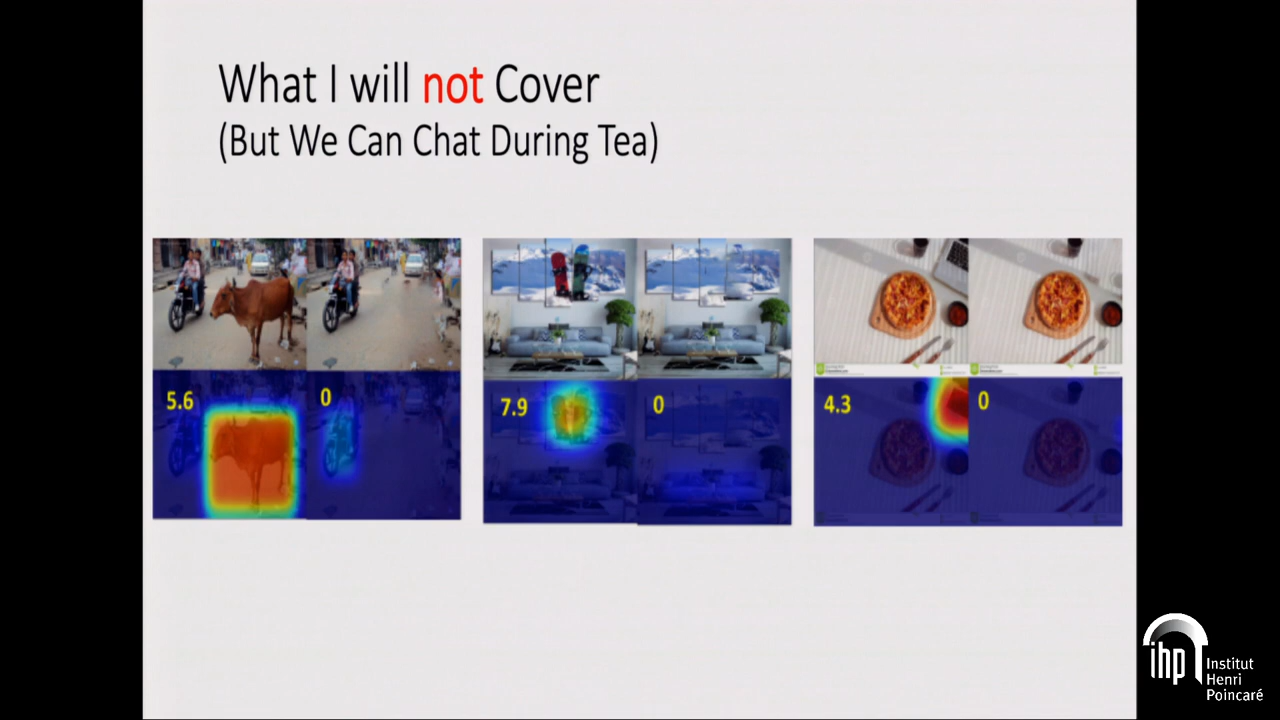 What I will not Cover
(But We Can Chat During Tea)
5.6
0
7.9
0
4.3
0
ihp
Institut
Henri
Poincaré